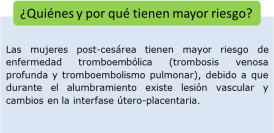 ¿Quiénes y por qué tienen mayor riesgo?
Las mujeres post-cesárea tienen mayor riesgo de
enfermedad tromboembólica (trombosis venosa
profunda y tromboembolismo pulmonar), debido a que
durante el alumbramiento existe lesión vascular y
cambios en la interfase útero-placentaria.